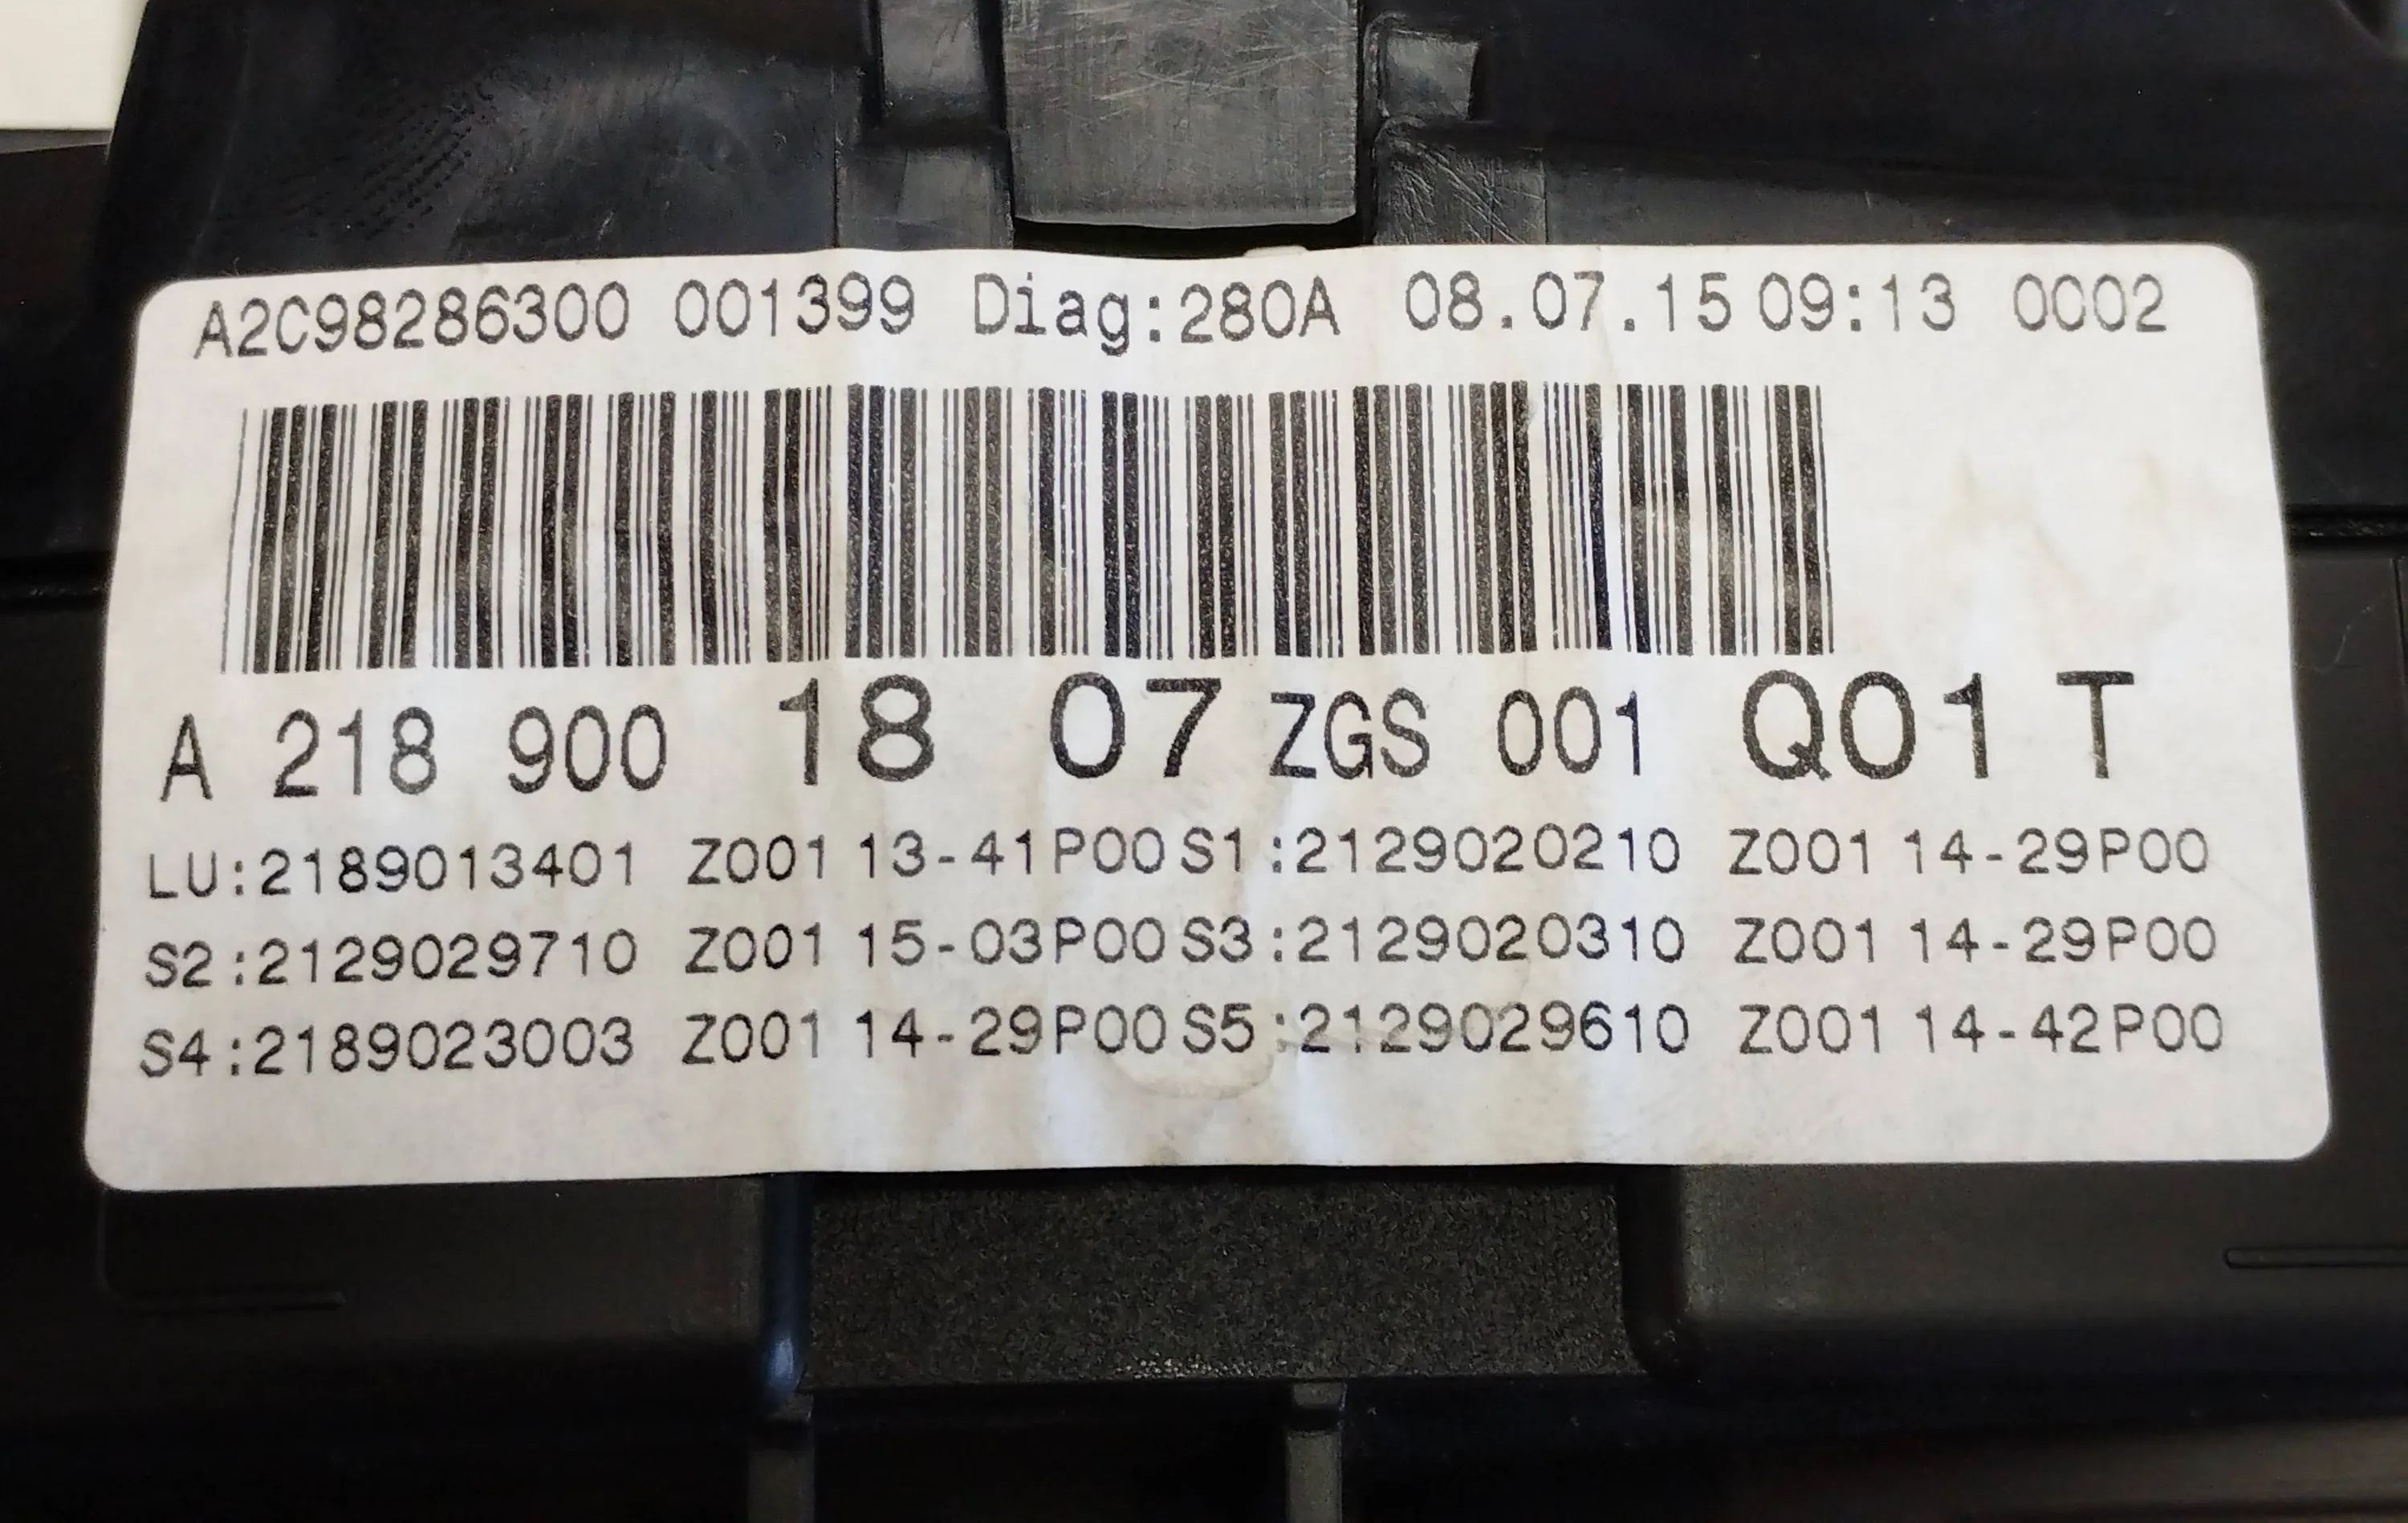 A2C98286300 001399 Diag:280A 08.07.15 09:13 0002
A 218 900 18 07 ZGS 001 Q01 T
LU:2189013401 Z001 13-41P00 S1:2129020210 Z001 14-29P00
S2:2129029710 Z001 15-03P00 S3:2129020310 Z001 14-29P00
S4:2189023003 Z001 14-29P00 S5:2129029610 Z001 14-42P00